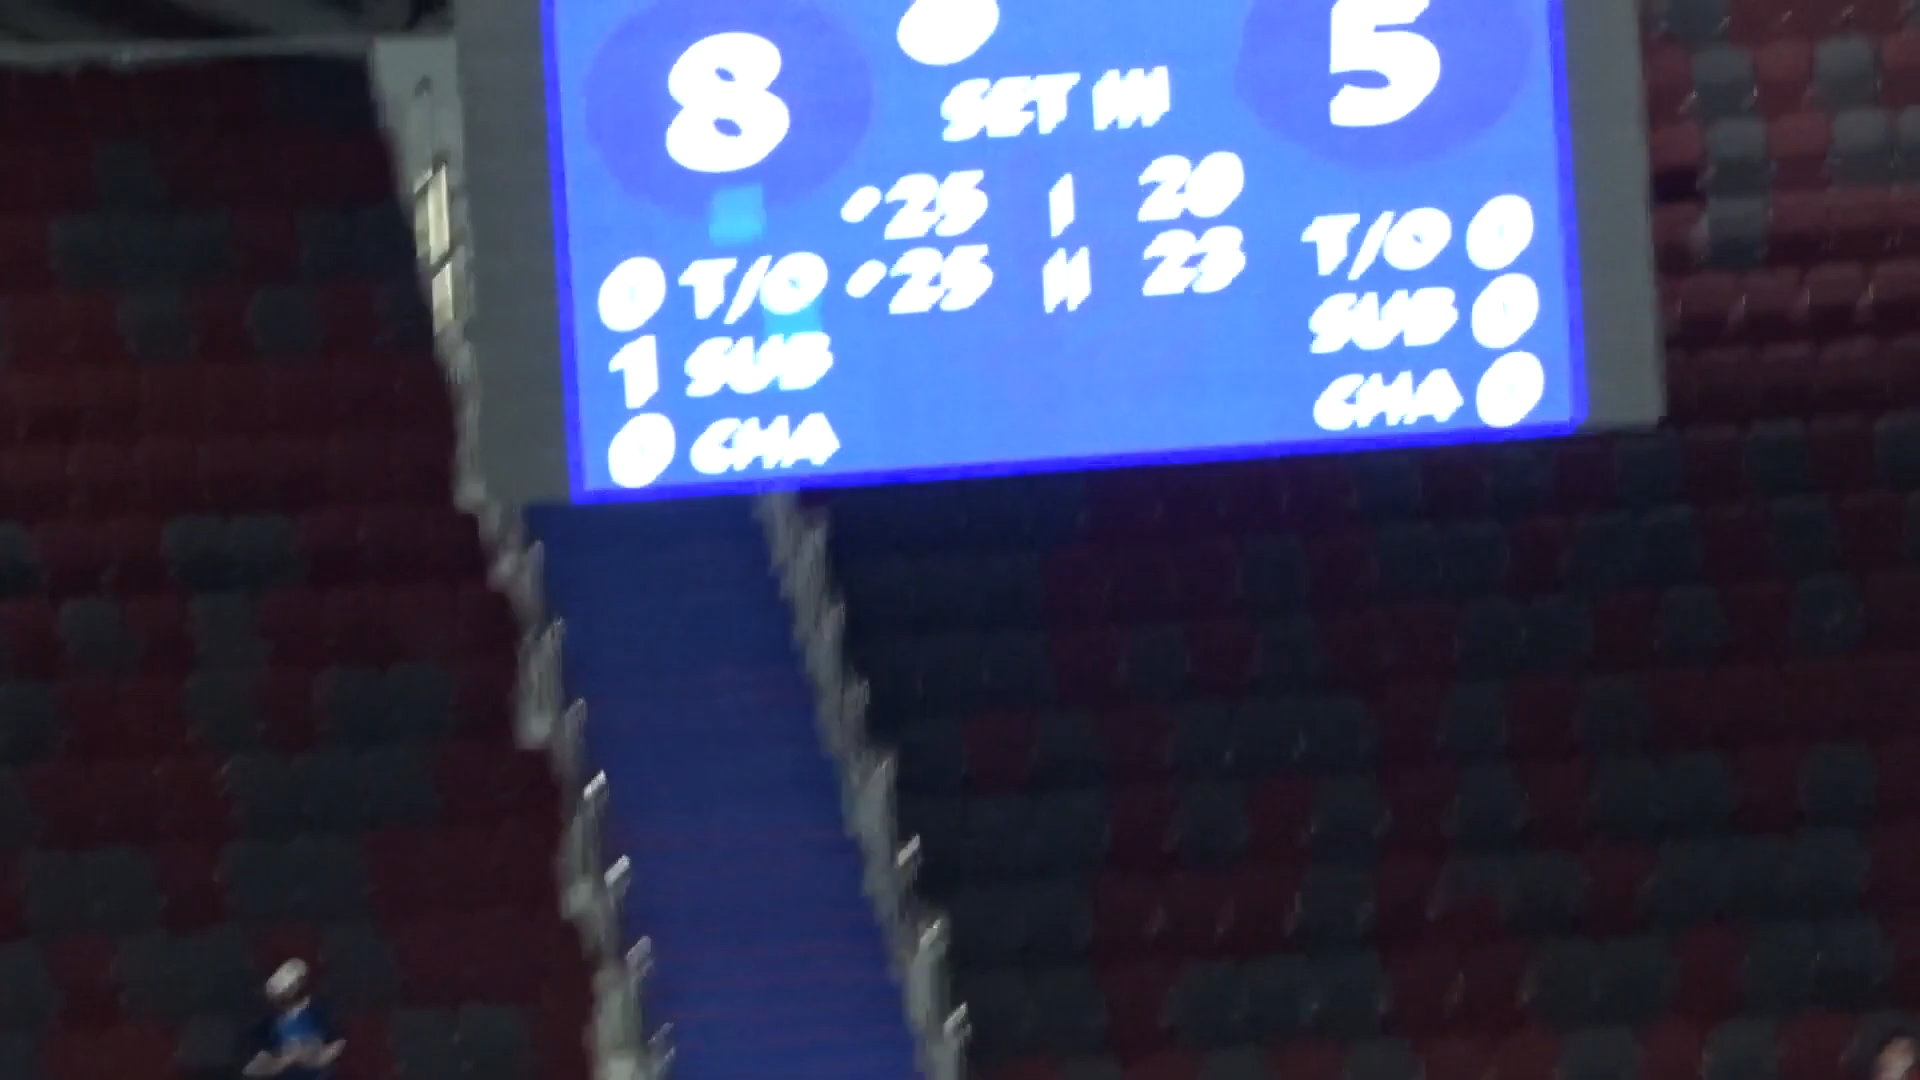 8 5
SET III
•25 I 20
•25 II 23
0 T/O T/O 0
1 SUB SUB 0
0 CHA CHA 0